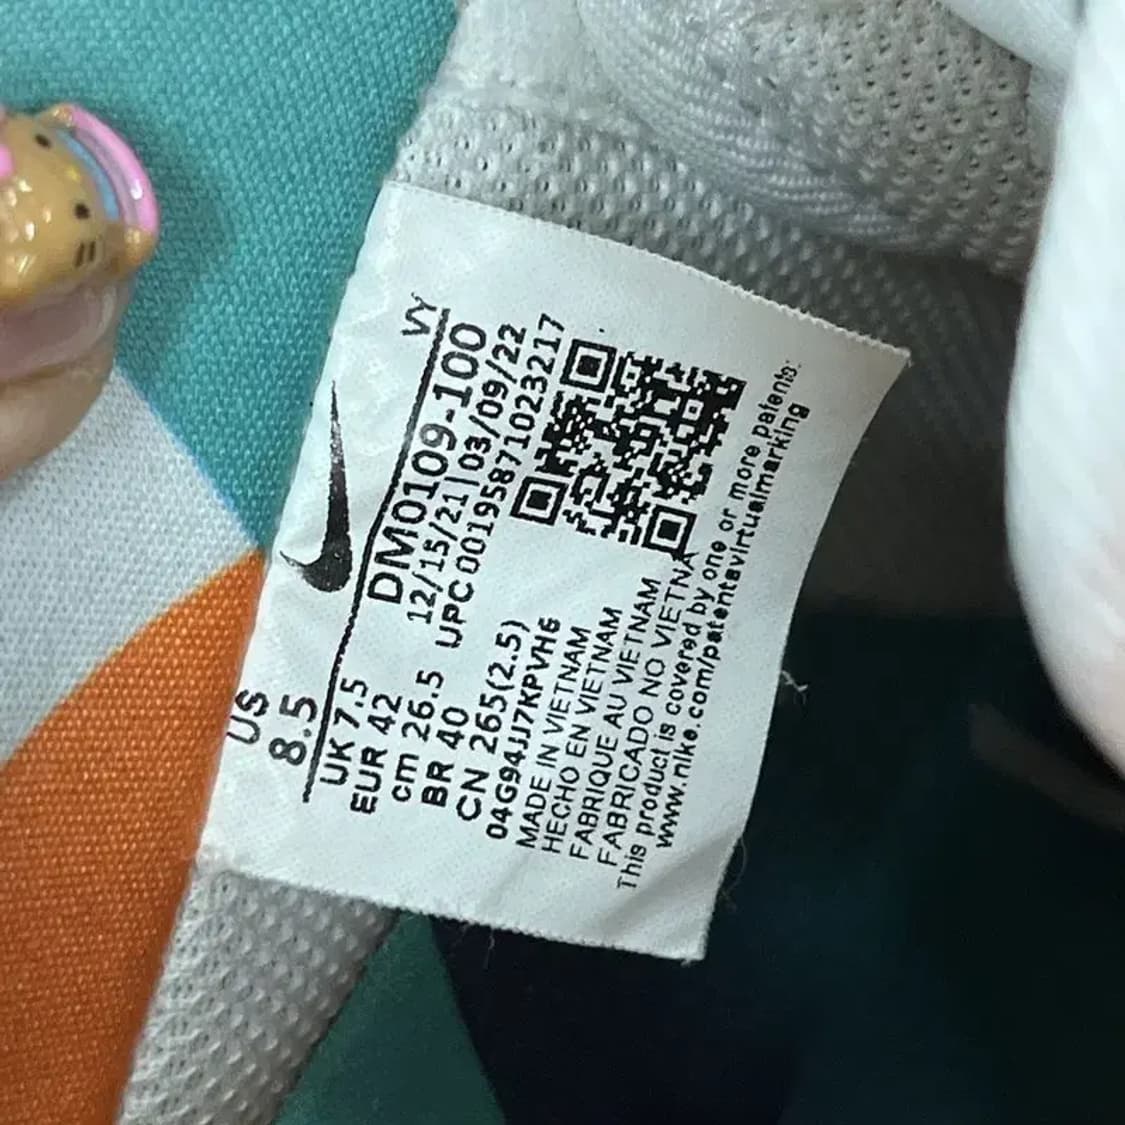 VY
DM0109-100
12/15/21|03/09/22
UPC 00195871023217
US
8.5
UK 7.5
EUR 42
cm 26.5
BR 40
CN 265(2.5)
04G94JJ7KPVH6
MADE IN VIETNAM
HECHO EN VIETNAM
FABRIQUE AU VIETNAM
FABRICADO NO VIETNA
This product is covered by one or more patents:
www.nike.com/patentsvirtualmarking